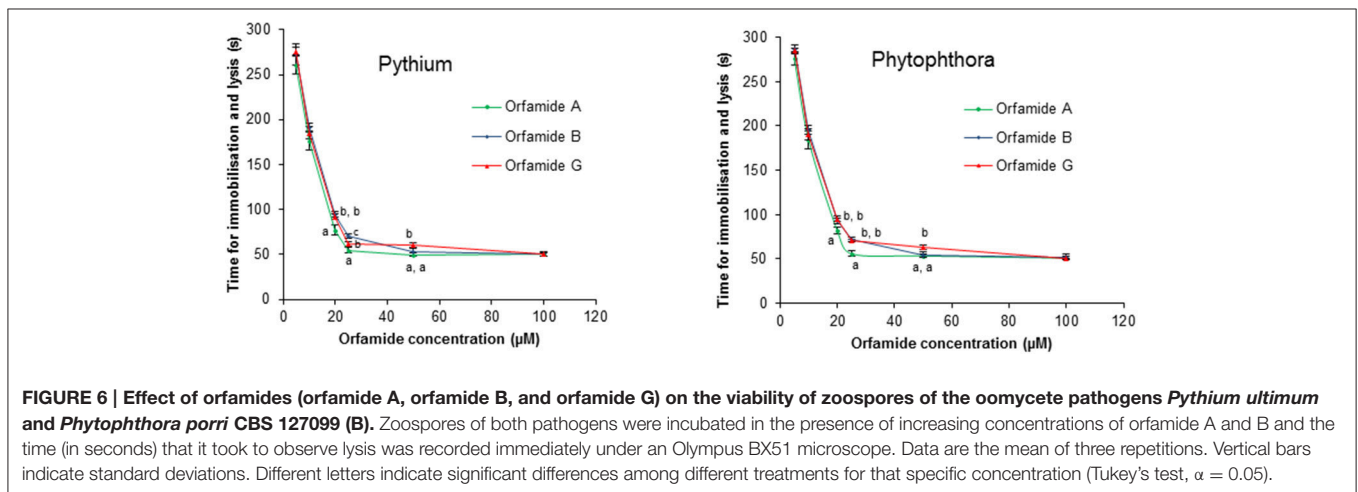 300
250
200
150
100
50
0
Time for immobilisation and lysis (s)
Pythium
Orfamide A
Orfamide B
Orfamide G
b, b
a
c
b
a
b
a, a
0 20 40 60 80 100 120
Orfamide concentration (µM)
300
250
200
150
100
50
0
Time for immobilisation and lysis (s)
Phytophthora
Orfamide A
Orfamide B
Orfamide G
b, b
a
b, b
a
b
a, a
0 20 40 60 80 100 120
Orfamide concentration (µM)
FIGURE 6 | Effect of orfamides (orfamide A, orfamide B, and orfamide G) on the viability of zoospores of the oomycete pathogens Pythium ultimum
and Phytophthora porri CBS 127099 (B). Zoospores of both pathogens were incubated in the presence of increasing concentrations of orfamide A and B and the
time (in seconds) that it took to observe lysis was recorded immediately under an Olympus BX51 microscope. Data are the mean of three repetitions. Vertical bars
indicate standard deviations. Different letters indicate significant differences among different treatments for that specific concentration (Tukey's test, α = 0.05).